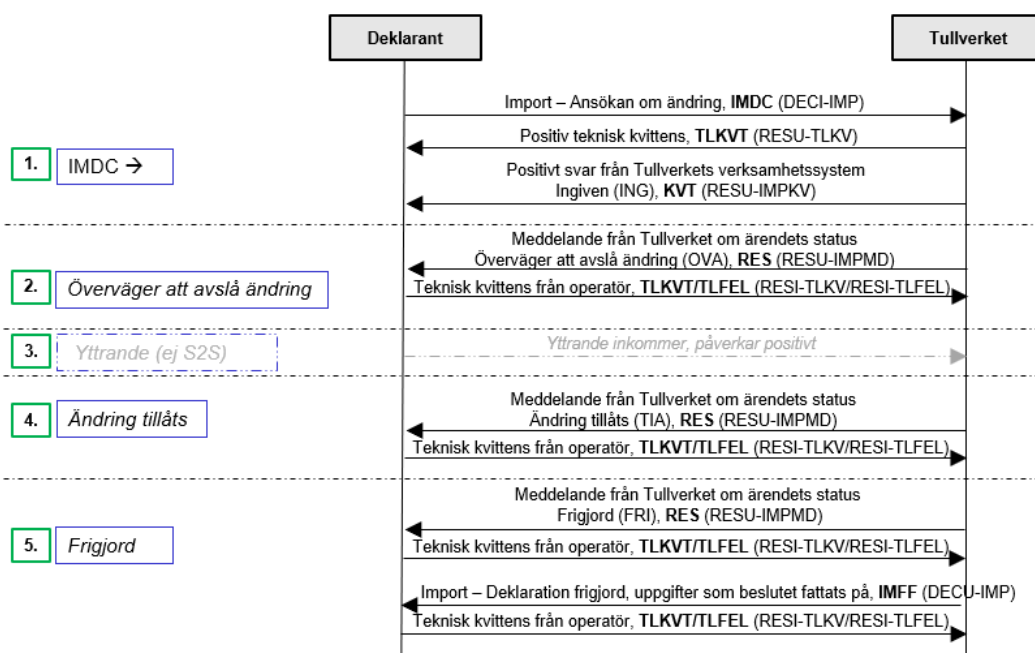 Deklarant
Tullverket
Import – Ansökan om ändring, IMDC (DECI-IMP)
Positiv teknisk kvittens, TLKVT (RESU-TLKV)
1.
IMDC →
Positivt svar från Tullverkets verksamhetssystem
Ingiven (ING), KVT (RESU-IMPKV)
Meddelande från Tullverket om ärendets status
Överväger att avslå ändring (OVA), RES (RESU-IMPMD)
2.
Överväger att avslå ändring
Teknisk kvittens från operatör, TLKVT/TLFEL (RESI-TLKV/RESI-TLFEL)
3.
Yttrande (ej S2S)
Yttrande inkommer, påverkar positivt
Meddelande från Tullverket om ärendets status
4.
Ändring tillåts
Ändring tillåts (TIA), RES (RESU-IMPMD)
Teknisk kvittens från operatör, TLKVT/TLFEL (RESI-TLKV/RESI-TLFEL)
Meddelande från Tullverket om ärendets status
Frigjord (FRI), RES (RESU-IMPMD)
5.
Frigjord
Teknisk kvittens från operatör, TLKVT/TLFEL (RESI-TLKV/RESI-TLFEL)
Import – Deklaration frigjord, uppgifter som beslutet fattats på, IMFF (DECU-IMP)
Teknisk kvittens från operatör, TLKVT/TLFEL (RESI-TLKV/RESI-TLFEL)